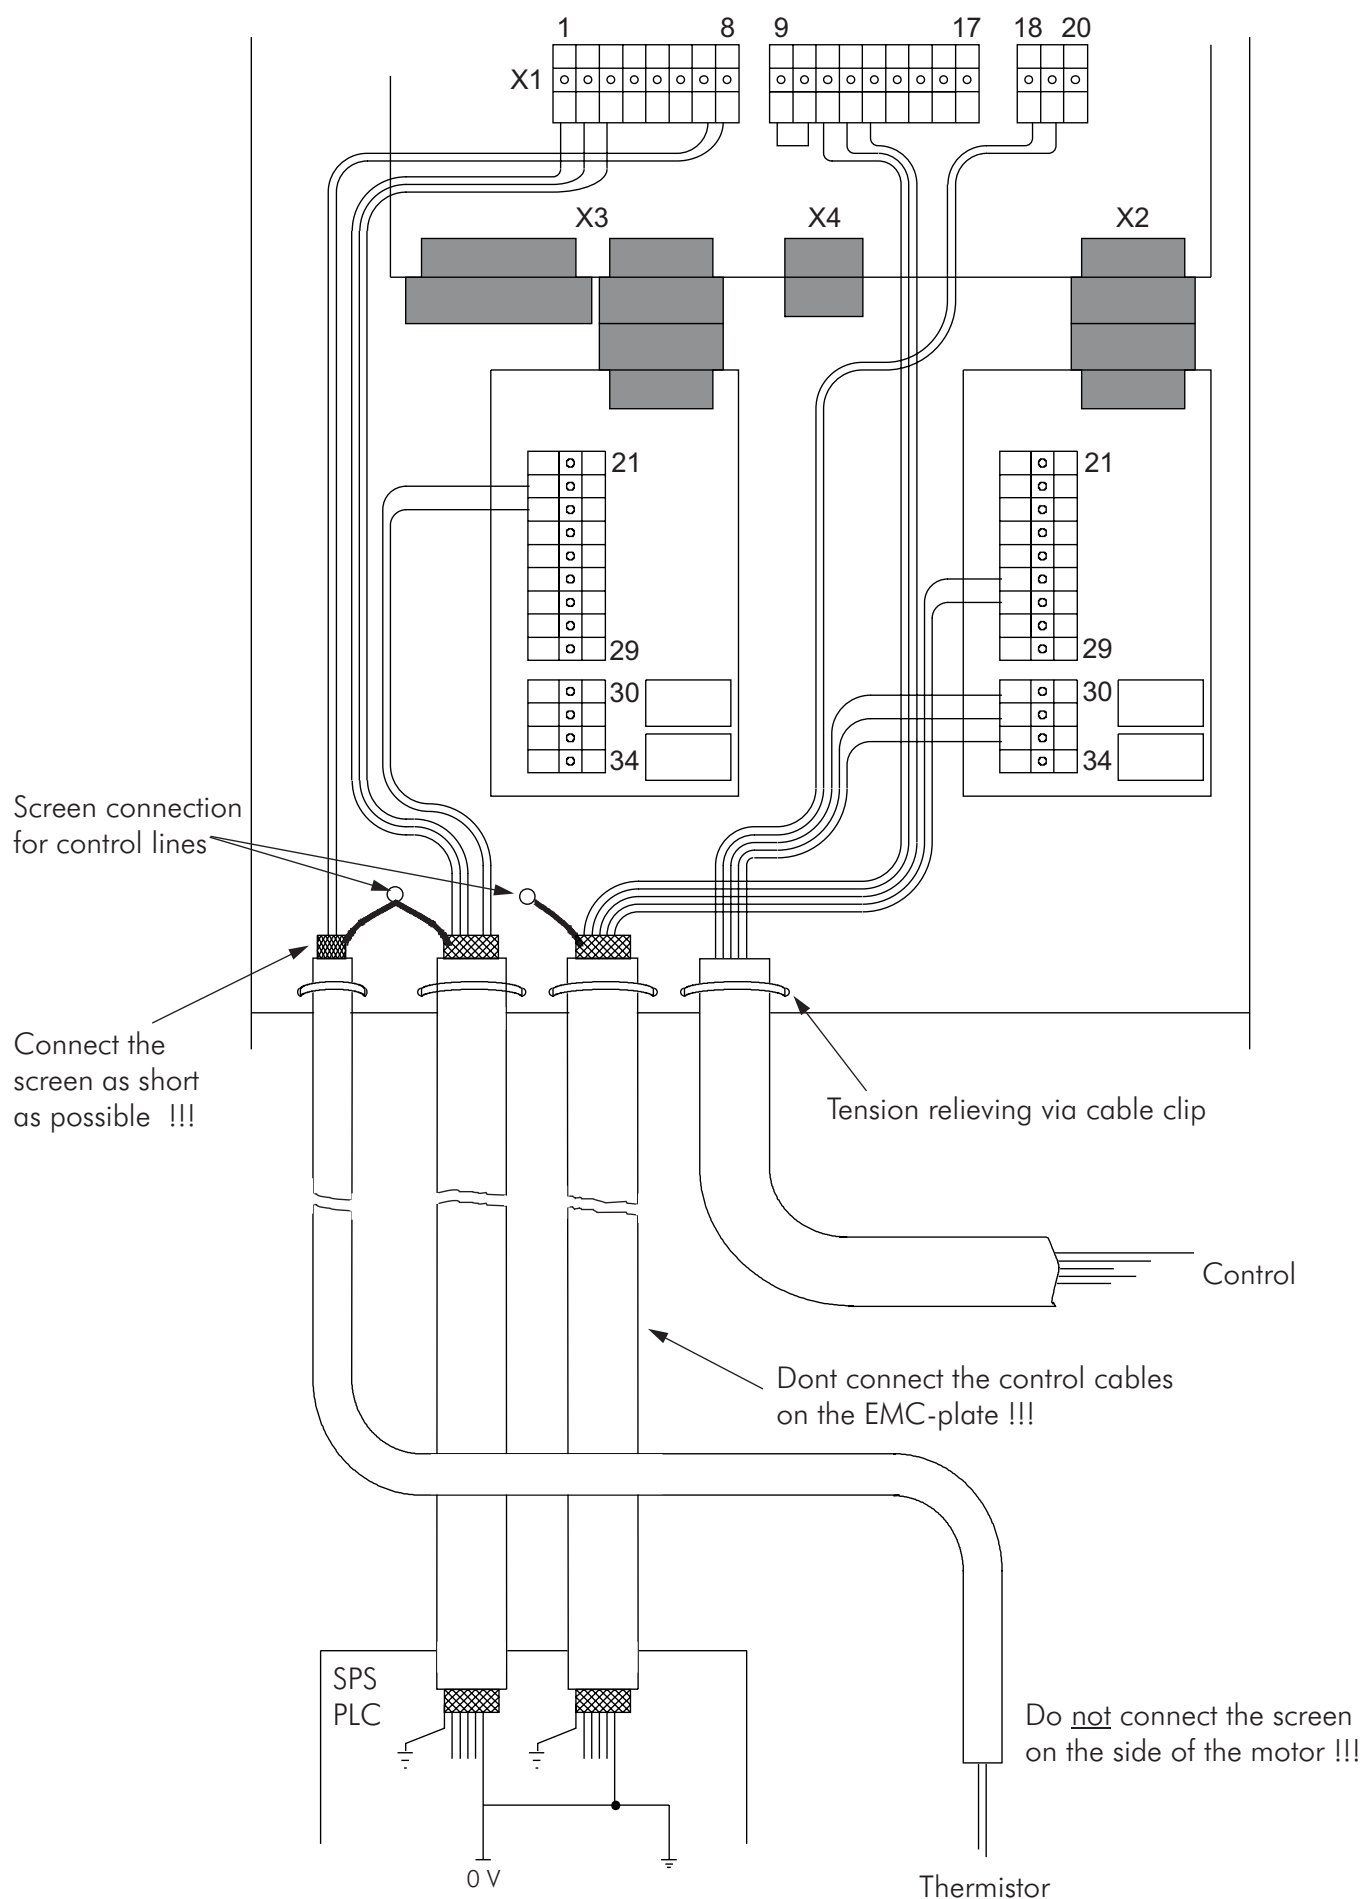 1 8 9 17 18 20
X1
X3 X4 X2
21 21
29 29
30 30
34 34
Screen connection
for control lines
Connect the
screen as short
as possible !!!
Tension relieving via cable clip
Control
Dont connect the control cables
on the EMC-plate !!!
SPS
PLC
Do not connect the screen
on the side of the motor !!!
0 V
Thermistor